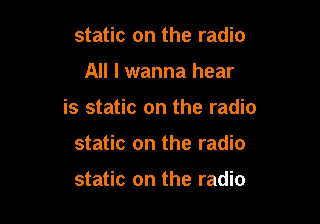 static on the radio
All I wanna hear
is static on the radio
static on the radio
static on the radio